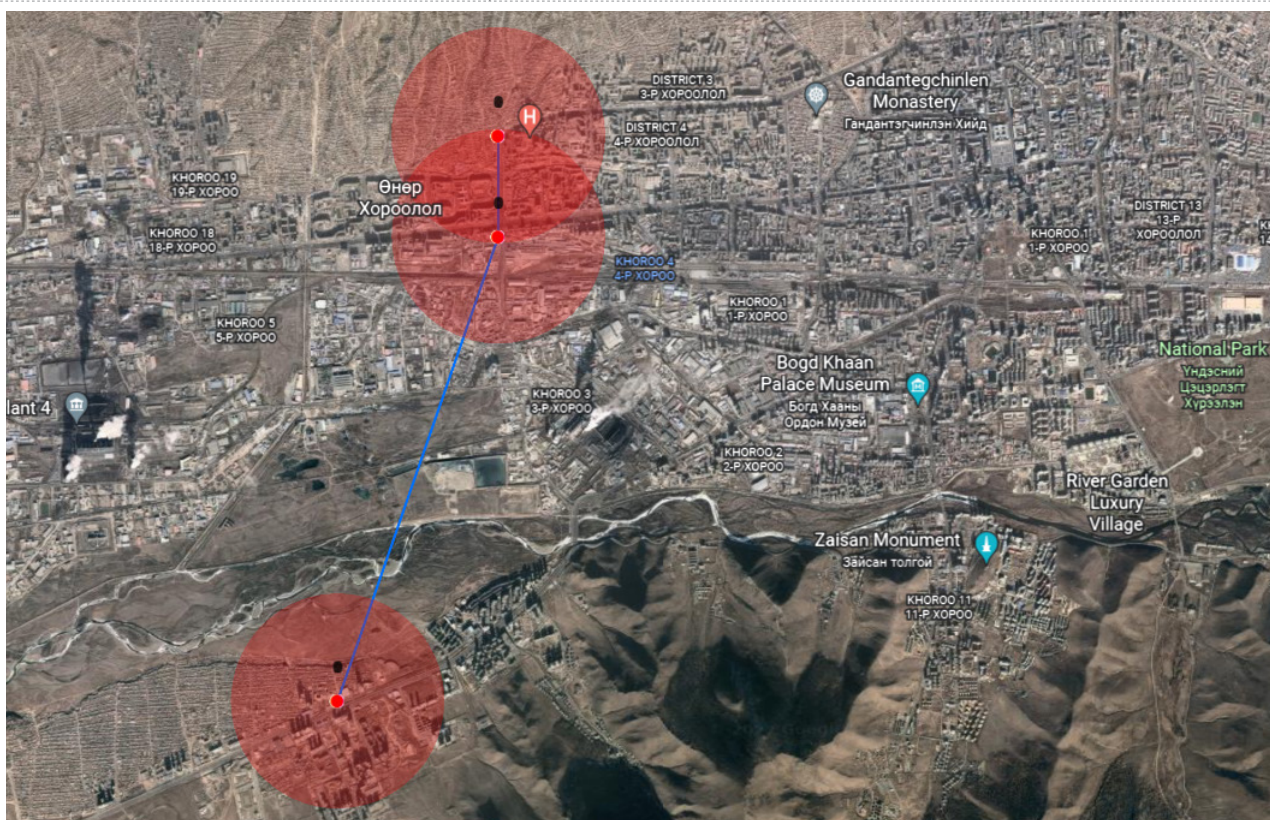 DISTRICT 3
3-Р ХОРООЛОЛ
Gandantegchinlen
Monastery
Гандантэгчинлэн Хийд
H
DISTRICT 4
4-Р ХОРООЛОЛ
KHOROO 19
19-Р ХОРОО
Өнөр
Хороолол
KHOROO 18
18-Р ХОРОО
DISTRICT 13
13-Р
ХОРООЛОЛ
KHOROO 1
1-Р ХОРОО
KHOROO 4
4-Р ХОРОО
KHOROO 1
1-Р ХОРОО
KHOROO 5
5-Р ХОРОО
National Park
Үндэсний
Цэцэрлэгт
Хүрээлэн
Bogd Khaan
Palace Museum
Богд Хааны
Ордон Музей
lant 4
KHOROO 3
3-Р ХОРОО
KHOROO 2
2-Р ХОРОО
River Garden
Luxury
Village
Zaisan Monument
Зайсан толгой
KHOROO 11
11-Р ХОРОО